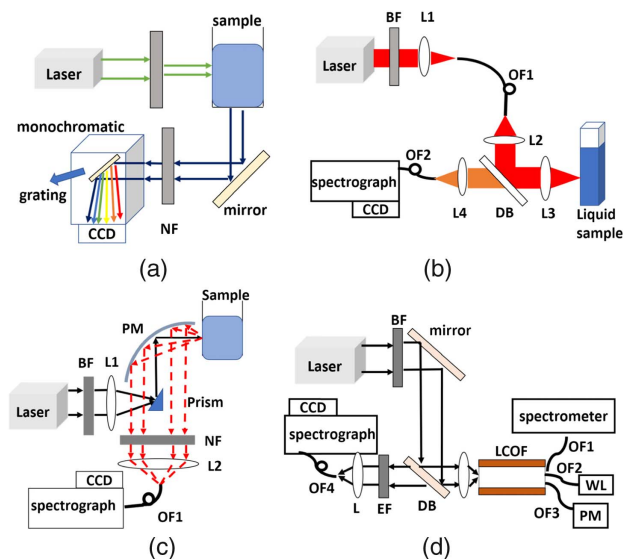 sample
Laser
monochromatic
grating
CCD
NF
mirror
(a)
BF
L1
Laser
OF1
L2
OF2
spectrograph
CCD
L4
DB
L3
Liquid
sample
(b)
Sample
PM
BF
L1
Laser
Prism
NF
L2
CCD
spectrograph
OF1
(c)
BF
mirror
Laser
CCD
spectrograph
spectrometer
LCOF
OF1
OF2
WL
OF4
L
EF
DB
OF3
PM
(d)